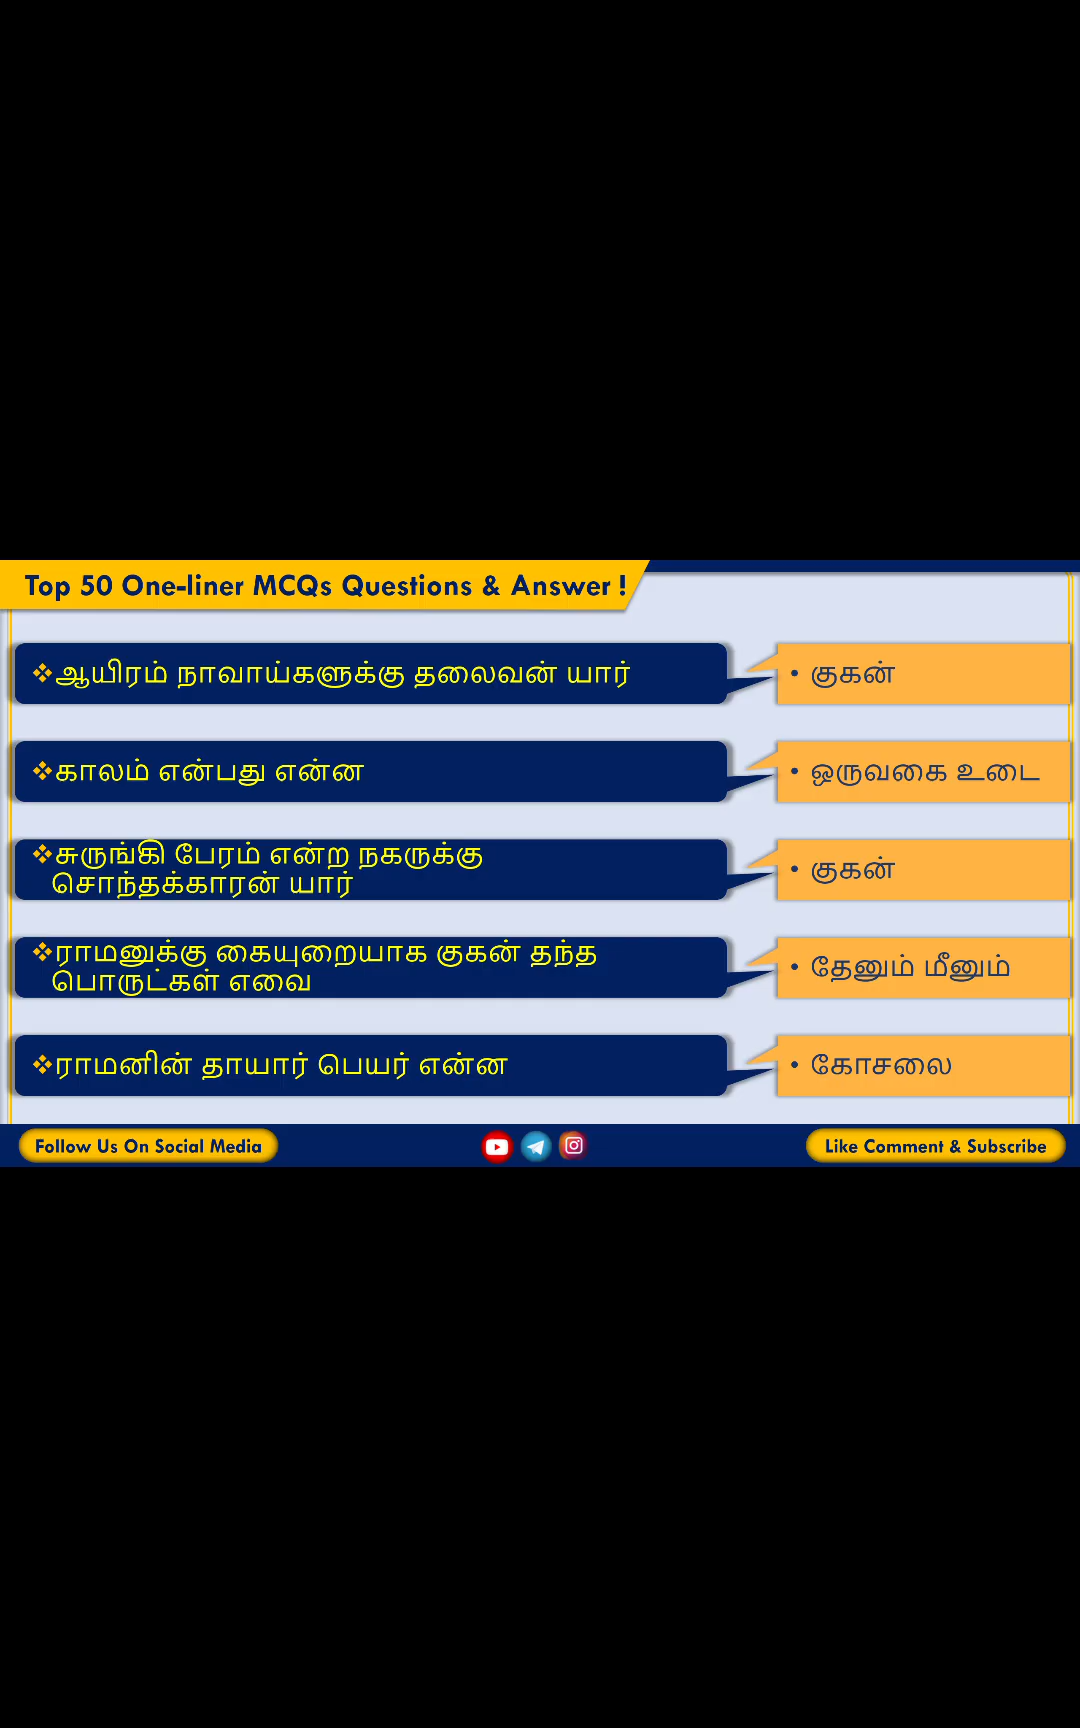 Top 50 One-liner MCQs Questions & Answer !
❖ஆயிரம் நாவாய்களுக்கு தலைவன் யார்
• குகன்
❖காலம் என்பது என்ன
• ஒருவகை உடை
❖சுருங்கி பேரம் என்ற நகருக்கு
சொந்தக்காரன் யார்
• குகன்
❖ராமனுக்கு கையுறையாக குகன் தந்த
பொருட்கள் எவை
• தேனும் மீனும்
❖ராமனின் தாயார் பெயர் என்ன
• கோசலை
Follow Us On Social Media
Like Comment & Subscribe